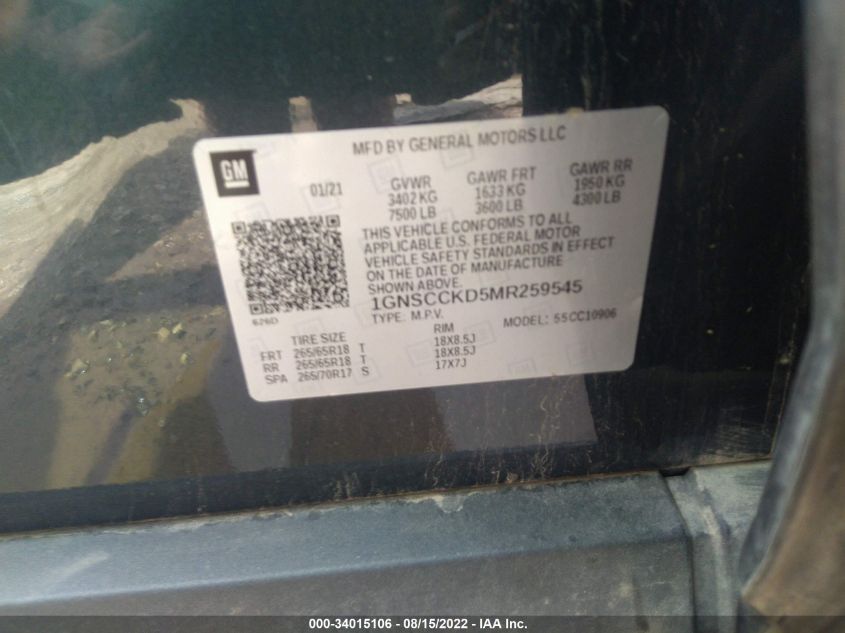 MFD BY GENERAL MOTORS LLC
GM
01/21
GVWR
3402 KG
7500 LB
GAWR FRT
1633 KG
3600 LB
GAWR RR
1950 KG
4300 LB
THIS VEHICLE CONFORMS TO ALL
APPLICABLE U.S. FEDERAL MOTOR
VEHICLE SAFETY STANDARDS IN EFFECT
ON THE DATE OF MANUFACTURE
SHOWN ABOVE.
626D
1GNSCCKD5MR259545
TYPE: M.P.V.
MODEL: 55CC10906
TIRE SIZE RIM
FRT 265/65R18 T 18X8.5J
RR 265/65R18 T 18X8.5J
SPA 265/70R17 S 17X7J
000-34015106 - 08/15/2022 - IAA Inc.